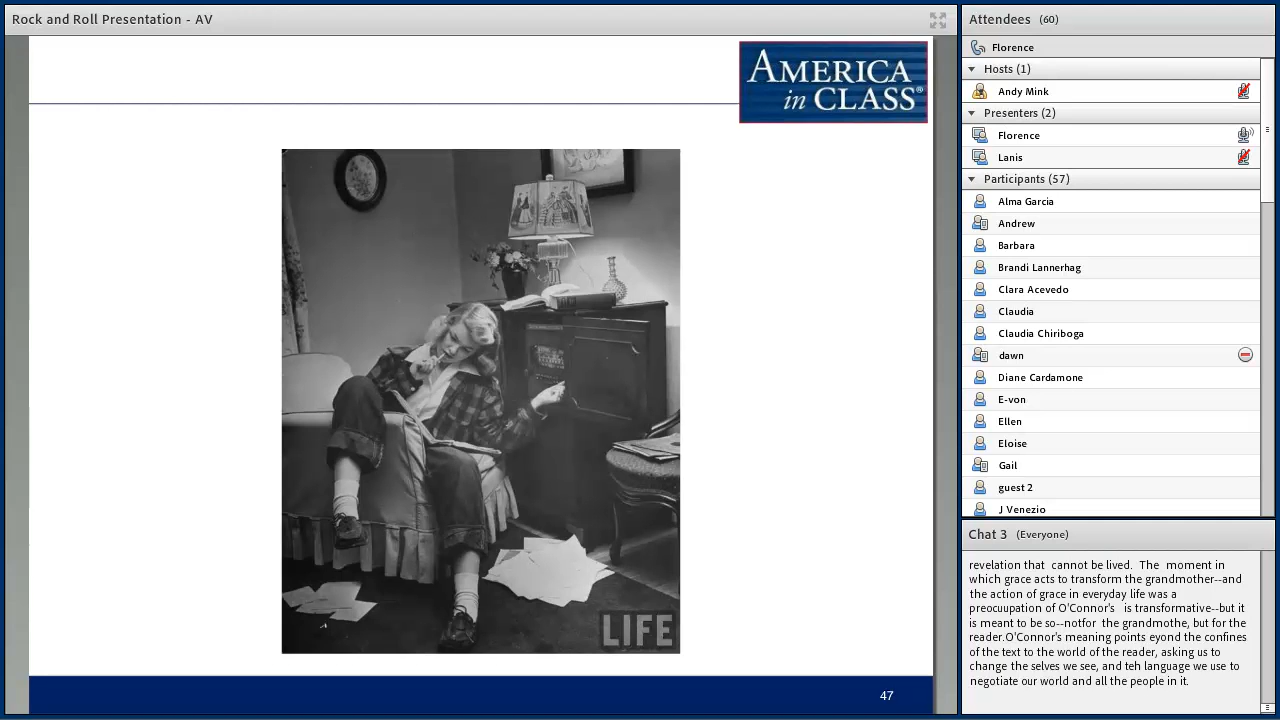 Rock and Roll Presentation - AV
AMERICA
in CLASS®
LIFE
47
Attendees (60)
Florence
Hosts (1)
Andy Mink
Presenters (2)
Florence
Lanis
Participants (57)
Alma Garcia
Andrew
Barbara
Brandi Lannerhag
Clara Acevedo
Claudia
Claudia Chiriboga
dawn
Diane Cardamone
E-von
Ellen
Eloise
Gail
guest 2
J Venezio
Chat 3 (Everyone)
revelation that cannot be lived. The moment in
which grace acts to transform the grandmother--and
the action of grace in everyday life was a
preocuupation of O'Connor's is transformative--but it
is meant to be so--notfor the grandmothe, but for the
reader.O'Connor s meaning points eyond the confines
of the text to the world of the reader, asking us to
change the selves we see, and teh language we use to
negotiate our world and all the people in it.